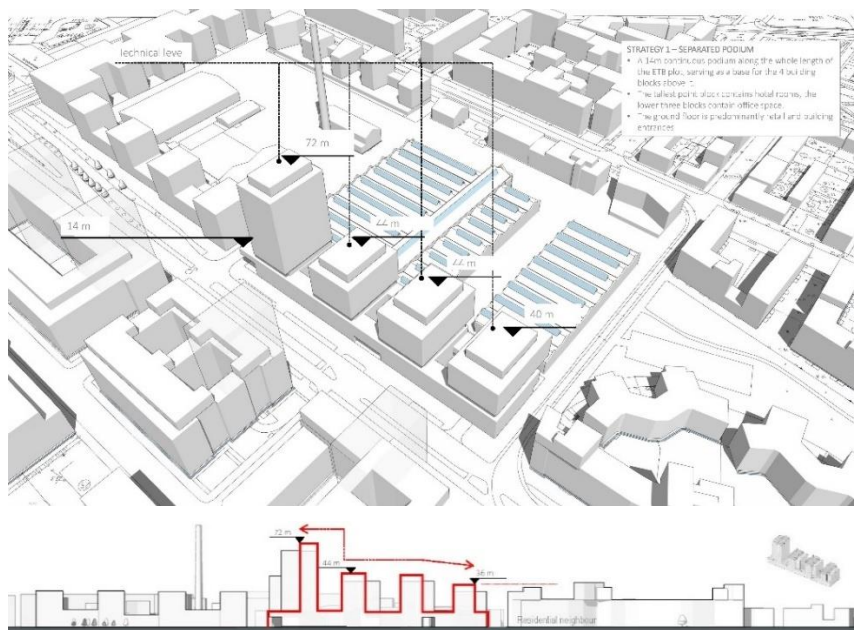 Technical level
STRATEGY 1 – SEPARATED PODIUM
• A 14m continuous podium along the whole length of
the ETB plot, serving as a base for the 4 building
blocks above it.
• The tallest point block contains hotel rooms, the
lower three blocks contain office space.
• The ground floor is predominantly retail and building
entrances
72 m
14 m
44 m
44 m
40 m
72 m
44 m
36 m
Residential neighbour